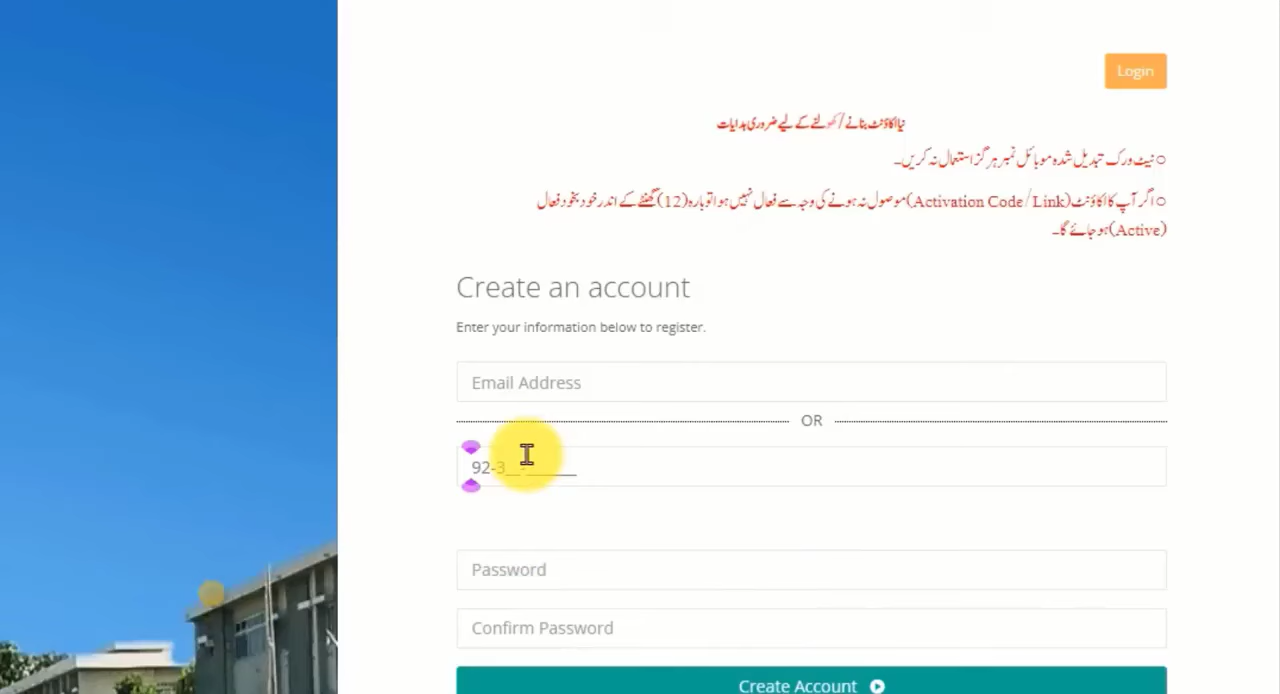 Login
نیا اکاؤنٹ بنانے / کھولنے کے لیے ضروری ہدایات
○ نیٹ ورک تبدیل شدہ موبائل نمبر ہرگز استعمال نہ کریں۔
○ اگر آپ کا اکاؤنٹ (Activation Code/Link) موصول نہ ہونے کی وجہ سے فعال نہیں ہوا تو بارہ (12) گھنٹے کے اندر خود بخود فعال
(Active) ہو جائے گا۔
Create an account
Enter your information below to register.
Email Address
OR
92-3__-_______
Password
Confirm Password
Create Account